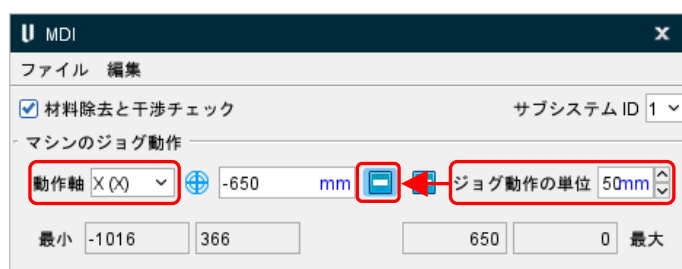 MDI
ファイル 編集
材料除去と干渉チェック サブシステム ID 1
マシンのジョグ動作
動作軸 X (X) -650 mm ジョグ動作の単位 50mm
最小 -1016 366 650 0 最大